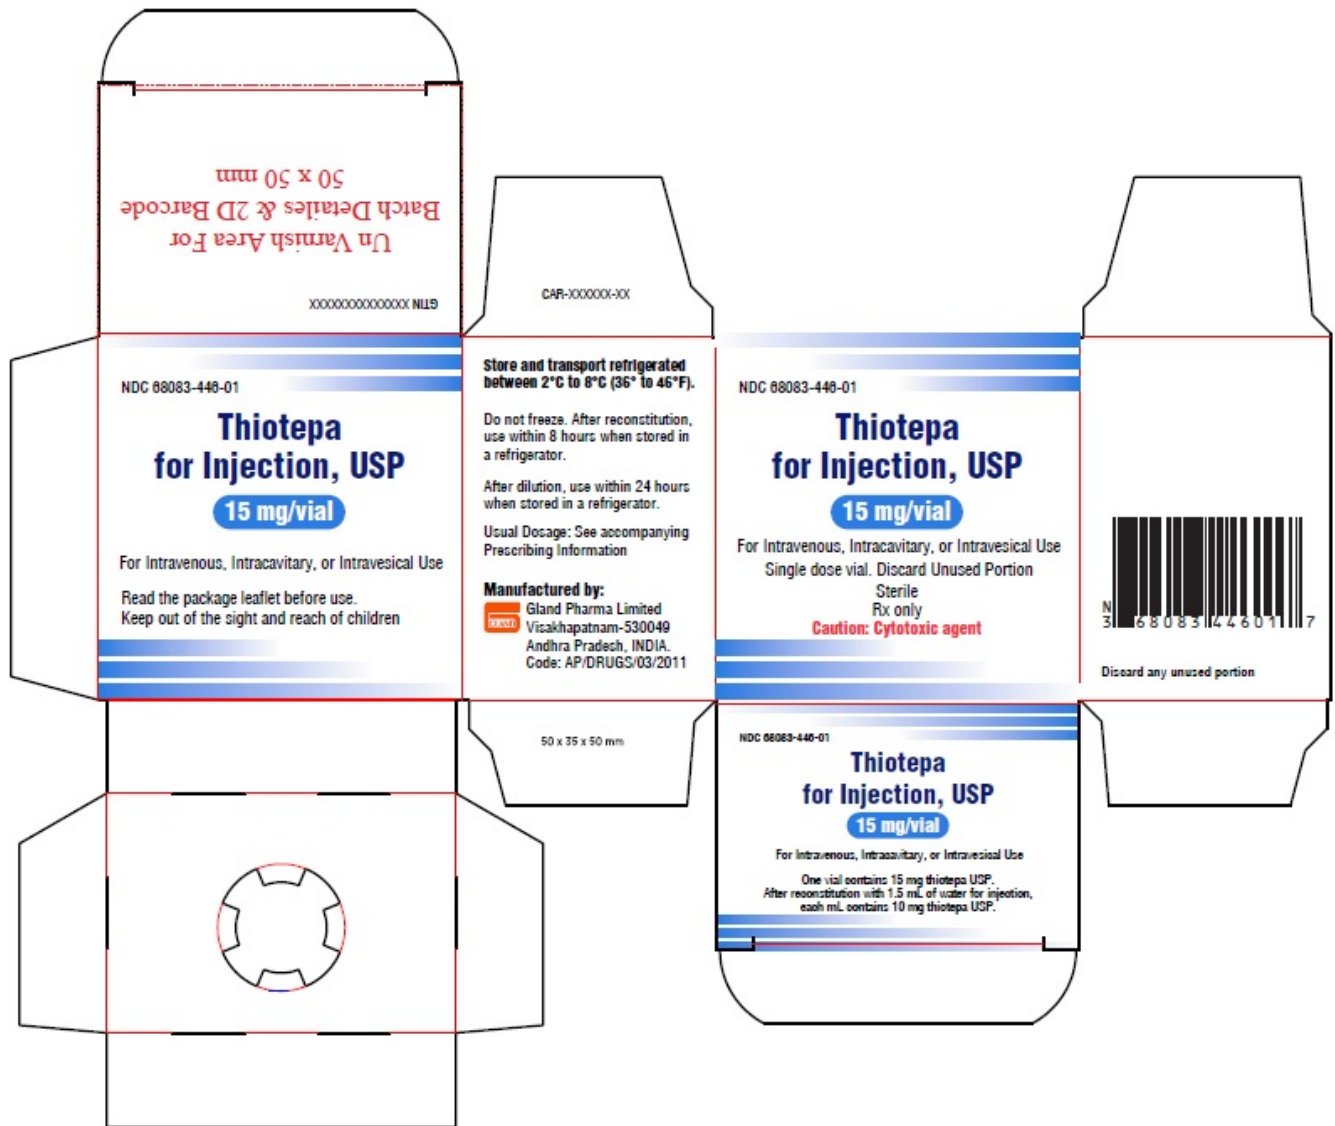 Un Varnish Area For
Batch Detailes & 2D Barcode
50 x 50 mm
GTIN XXXXXXXXXXXXXXX
NDC 68083-446-01
Thiotepa
for Injection, USP
15 mg/vial
For Intravenous, Intracavitary, or Intravesical Use
Read the package leaflet before use.
Keep out of the sight and reach of children
CAR-XXXXXX-XX
Store and transport refrigerated
between 2°C to 8°C (36° to 46°F).
Do not freeze. After reconstitution,
use within 8 hours when stored in
a refrigerator.
After dilution, use within 24 hours
when stored in a refrigerator.
Usual Dosage: See accompanying
Prescribing Information
Manufactured by:
GLAND
Gland Pharma Limited
Visakhapatnam-530049
Andhra Pradesh, INDIA.
Code: AP/DRUGS/03/2011
50 x 35 x 50 mm
NDC 68083-446-01
Thiotepa
for Injection, USP
15 mg/vial
For Intravenous, Intracavitary, or Intravesical Use
Single dose vial. Discard Unused Portion
Sterile
Rx only
Caution: Cytotoxic agent
NDC 68083-446-01
Thiotepa
for Injection, USP
15 mg/vial
For Intravenous, Intracavitary, or Intravesical Use
One vial contains 15 mg thiotepa USP.
After reconstitution with 1.5 mL of water for injection,
each mL contains 10 mg thiotepa USP.
N
3 68083 44601 7
Discard any unused portion